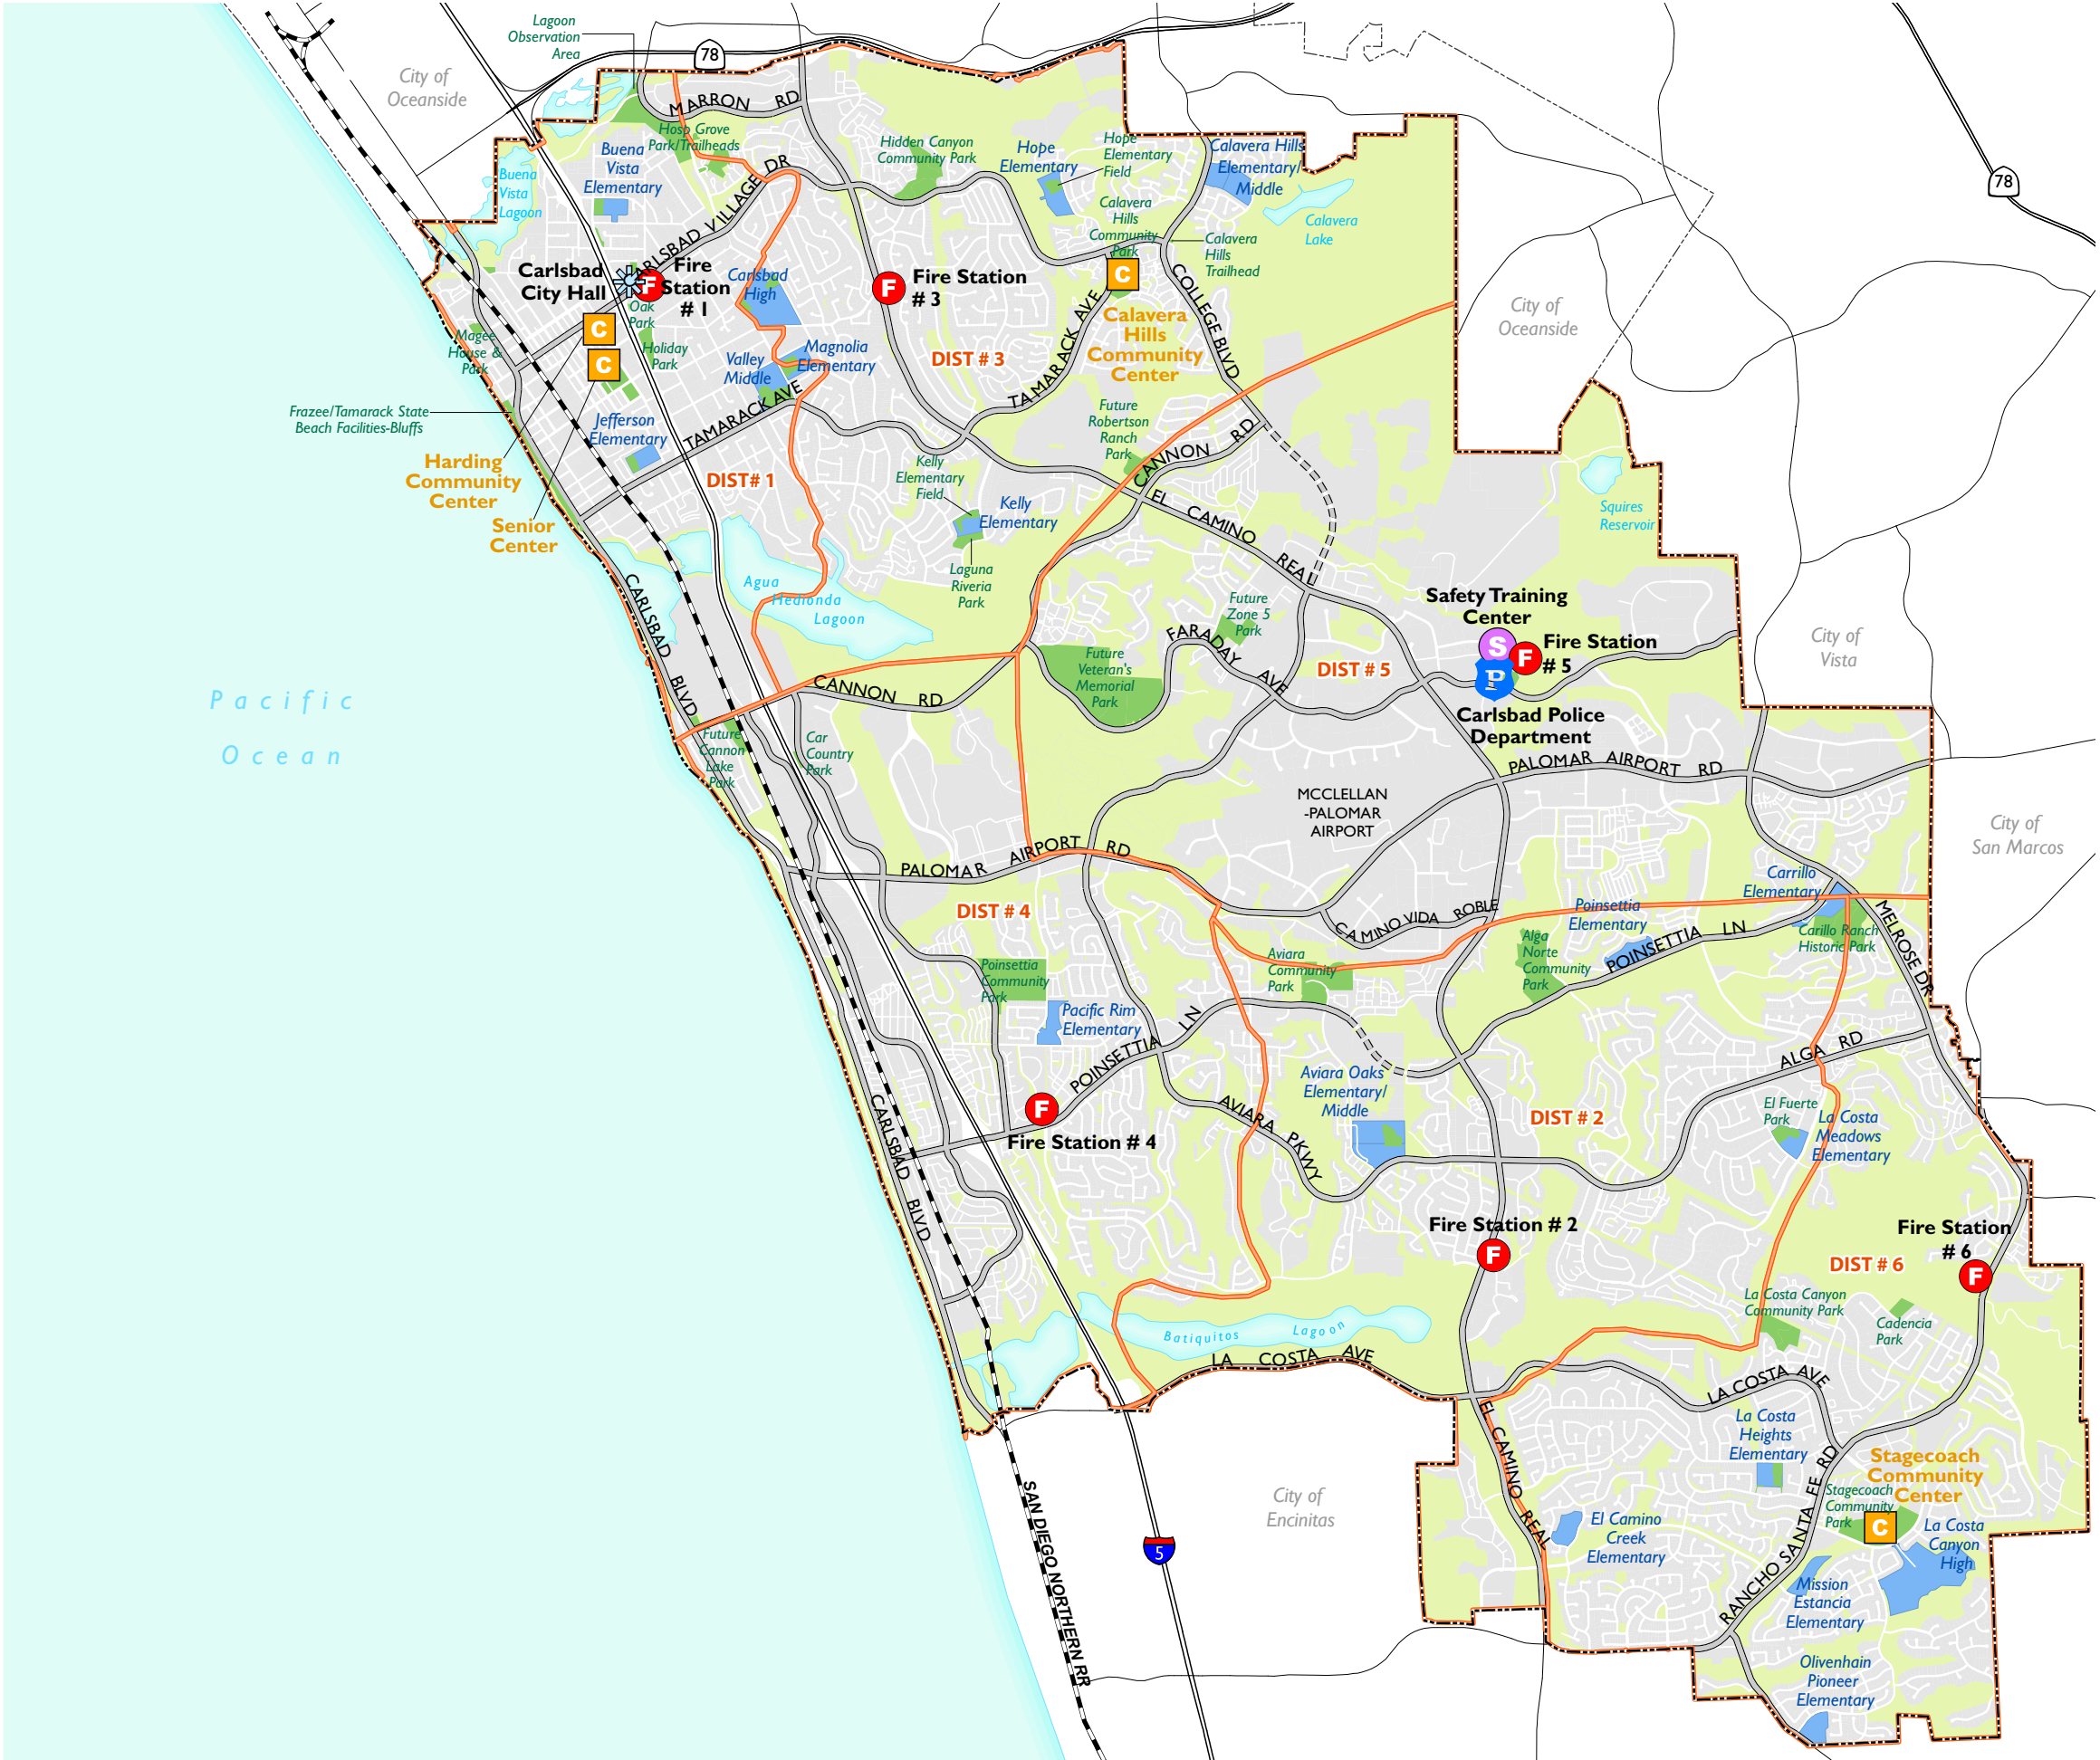 Lagoon
Observation
Area
78
City of
Oceanside
MARRON RD
Hosp Grove
Park/Trailheads
Buena
Vista
Elementary
Buena
Vista
Lagoon
Hidden Canyon
Community Park
Hope
Elementary
Hope
Elementary
Field
Calavera Hills
Elementary/
Middle
78
Calavera
Hills
Community
Park
Calavera
Lake
Calavera
Hills
Trailhead
CARLSBAD VILLAGE DR
Carlsbad
City Hall
F
Fire
Station
# 1
Carlsbad
High
F
Fire Station
# 3
C
Calavera
Hills
Community
Center
COLLEGE BLVD
TAMARACK AVE
City of
Oceanside
Oak
Park
C
C
Holiday
Park
Magee
House &
Park
Valley
Middle
Magnolia
Elementary
DIST # 3
Frazee/Tamarack State
Beach Facilities-Bluffs
Jefferson
Elementary
TAMARACK AVE
Future
Robertson
Ranch
Park
CANNON RD
Harding
Community
Center
Senior
Center
DIST# 1
Kelly
Elementary
Field
Kelly
Elementary
EL CAMINO REAL
Squires
Reservoir
Laguna
Riveria
Park
Agua
Hedionda
Lagoon
CARLSBAD BLVD
Future
Zone 5
Park
FARADAY AVE
Safety Training
Center
S
F
Fire Station
# 5
P
Carlsbad Police
Department
City of
Vista
Future
Veteran's
Memorial
Park
DIST # 5
CANNON RD
Pacific
Ocean
Future
Cannon
Lake
Park
Car
Country
Park
PALOMAR AIRPORT RD
MCCLELLAN
-PALOMAR
AIRPORT
City of
San Marcos
PALOMAR AIRPORT RD
DIST # 4
CAMINO VIDA ROBLE
Poinsettia
Elementary
Carrillo
Elementary
Carillo Ranch
Historic Park
MELROSE DR
POINSETTIA LN
Alga
Norte
Community
Park
Aviara
Community
Park
Poinsettia
Community
Park
Pacific Rim
Elementary
POINSETTIA LN
ALGA RD
Aviara Oaks
Elementary/
Middle
AVIARA PKWY
F
Fire Station # 4
DIST # 2
El Fuerte
Park
La Costa
Meadows
Elementary
CARLSBAD BLVD
Fire Station # 2
F
Fire Station
# 6
F
DIST # 6
La Costa Canyon
Community Park
Cadencia
Park
Batiquitos Lagoon
LA COSTA AVE
LA COSTA AVE
EL CAMINO REAL
La Costa
Heights
Elementary
RANCHO SANTA FE RD
Stagecoach
Community
Center
Stagecoach
Community
Park
C
La Costa
Canyon
High
SAN DIEGO NORTHERN RR
5
City of
Encinitas
El Camino
Creek
Elementary
Mission
Estancia
Elementary
Olivenhain
Pioneer
Elementary